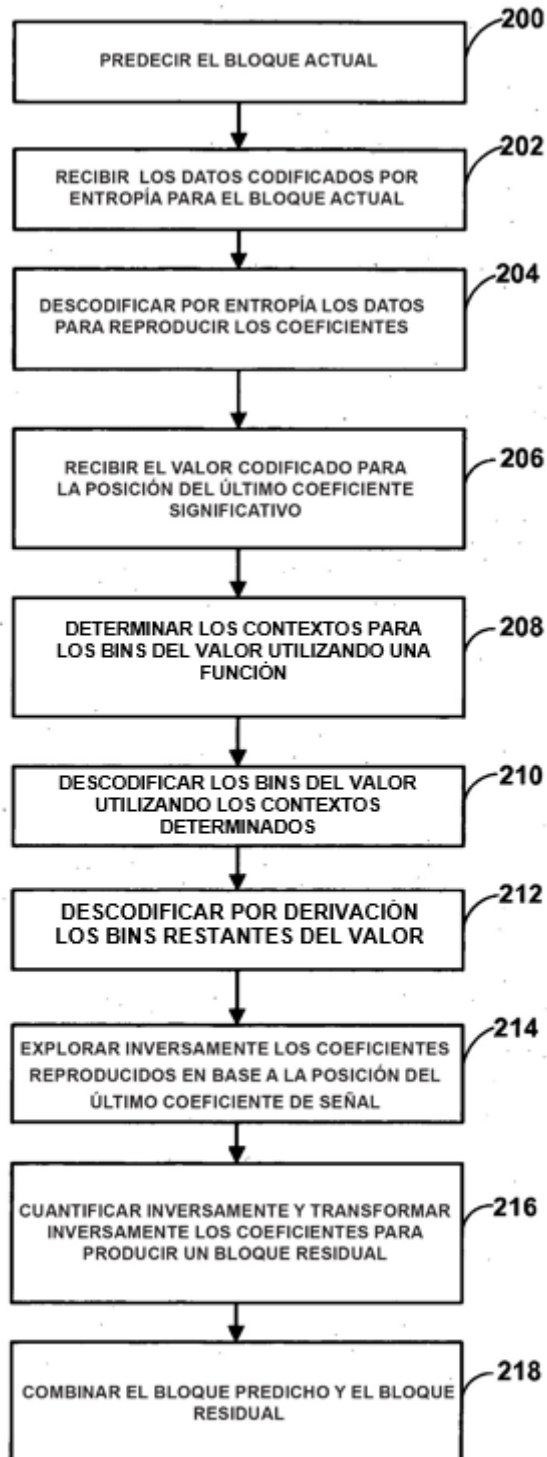 200
PREDECIR EL BLOQUE ACTUAL
202
RECIBIR LOS DATOS CODIFICADOS POR
ENTROPÍA PARA EL BLOQUE ACTUAL
204
DESCODIFICAR POR ENTROPÍA LOS DATOS
PARA REPRODUCIR LOS COEFICIENTES
206
RECIBIR EL VALOR CODIFICADO PARA
LA POSICIÓN DEL ÚLTIMO COEFICIENTE
SIGNIFICATIVO
208
DETERMINAR LOS CONTEXTOS PARA
LOS BINS DEL VALOR UTILIZANDO UNA
FUNCIÓN
210
DESCODIFICAR LOS BINS DEL VALOR
UTILIZANDO LOS CONTEXTOS
DETERMINADOS
212
DESCODIFICAR POR DERIVACIÓN
LOS BINS RESTANTES DEL VALOR
214
EXPLORAR INVERSAMENTE LOS COEFICIENTES
REPRODUCIDOS EN BASE A LA POSICIÓN DEL
ÚLTIMO COEFICIENTE DE SEÑAL
216
CUANTIFICAR INVERSAMENTE Y TRANSFORMAR
INVERSAMENTE LOS COEFICIENTES PARA
PRODUCIR UN BLOQUE RESIDUAL
218
COMBINAR EL BLOQUE PREDICHO Y EL BLOQUE
RESIDUAL